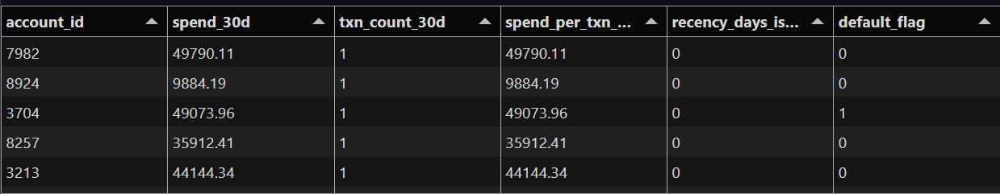 account_id spend_30d txn_count_30d spend_per_txn_... recency_days_is... default_flag
7982 49790.11 1 49790.11 0 0
8924 9884.19 1 9884.19 0 0
3704 49073.96 1 49073.96 0 1
8257 35912.41 1 35912.41 0 0
3213 44144.34 1 44144.34 0 0